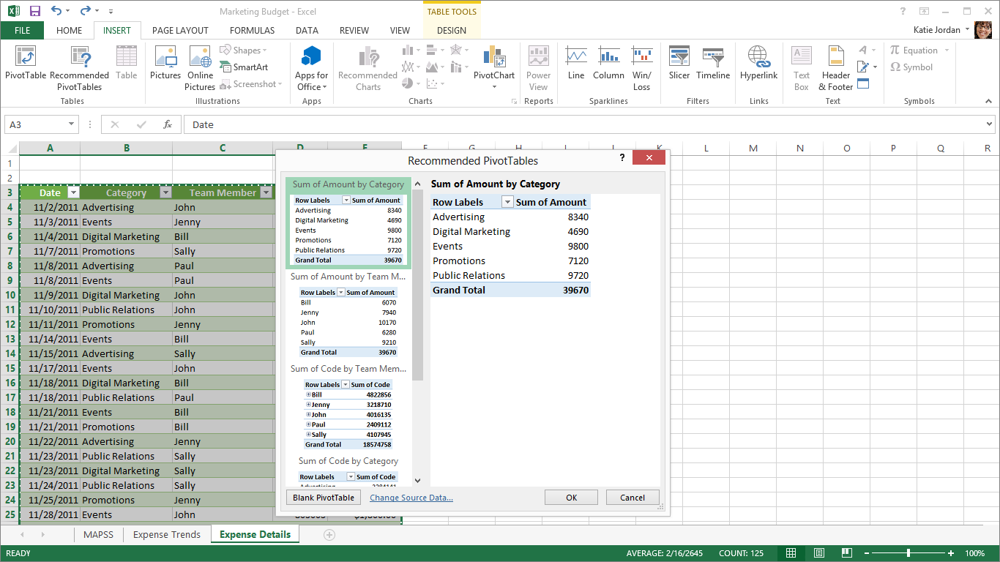 Marketing Budget - Excel
TABLE TOOLS
?
FILE HOME INSERT PAGE LAYOUT FORMULAS DATA REVIEW VIEW DESIGN
Katie Jordan
PivotTable
Recommended PivotTables
Table
Tables
Pictures
Online Pictures
Shapes
SmartArt
Screenshot
Illustrations
Apps for Office
Apps
Recommended Charts
PivotChart
Charts
Power View
Reports
Line
Column
Win/ Loss
Sparklines
Slicer
Timeline
Filters
Hyperlink
Links
Text Box
Header & Footer
Text
π Equation
Ω Symbol
Symbols
A3
fx
Date
A B C D E F G H I J K L M N O P Q R
1
2
3 Date Category Team Member
4 11/2/2011 Advertising John
5 11/3/2011 Events Jenny
6 11/4/2011 Digital Marketing Bill
7 11/7/2011 Promotions Sally
8 11/8/2011 Advertising Paul
9 11/8/2011 Events Paul
10 11/9/2011 Digital Marketing John
11 11/10/2011 Public Relations John
12 11/11/2011 Promotions Jenny
13 11/14/2011 Events Bill
14 11/15/2011 Advertising Sally
15 11/17/2011 Events John
16 11/18/2011 Digital Marketing Bill
17 11/18/2011 Public Relations Paul
18 11/21/2011 Events Bill
19 11/21/2011 Promotions Bill
20 11/22/2011 Advertising Jenny
21 11/23/2011 Public Relations Sally
22 11/23/2011 Digital Marketing Sally
23 11/24/2011 Public Relations Sally
24 11/25/2011 Promotions Jenny
25 11/28/2011 Events John
Recommended PivotTables
?
Sum of Amount by Category
Row Labels Sum of Amount
Advertising 8340
Digital Marketing 4690
Events 9800
Promotions 7120
Public Relations 9720
Grand Total 39670
Sum of Amount by Team M...
Row Labels Sum of Amount
Bill 6070
Jenny 7940
John 10170
Paul 6280
Sally 9210
Grand Total 39670
Sum of Code by Team Mem...
Row Labels Sum of Code
Bill 4822856
Jenny 3218710
John 4016135
Paul 2409112
Sally 4107945
Grand Total 18574758
Sum of Code by Category
Row Labels Sum of Code
Sum of Amount by Category
Row Labels Sum of Amount
Advertising 8340
Digital Marketing 4690
Events 9800
Promotions 7120
Public Relations 9720
Grand Total 39670
Blank PivotTable
Change Source Data...
OK
Cancel
MAPSS Expense Trends Expense Details
READY
AVERAGE: 2/16/2645 COUNT: 125
100%